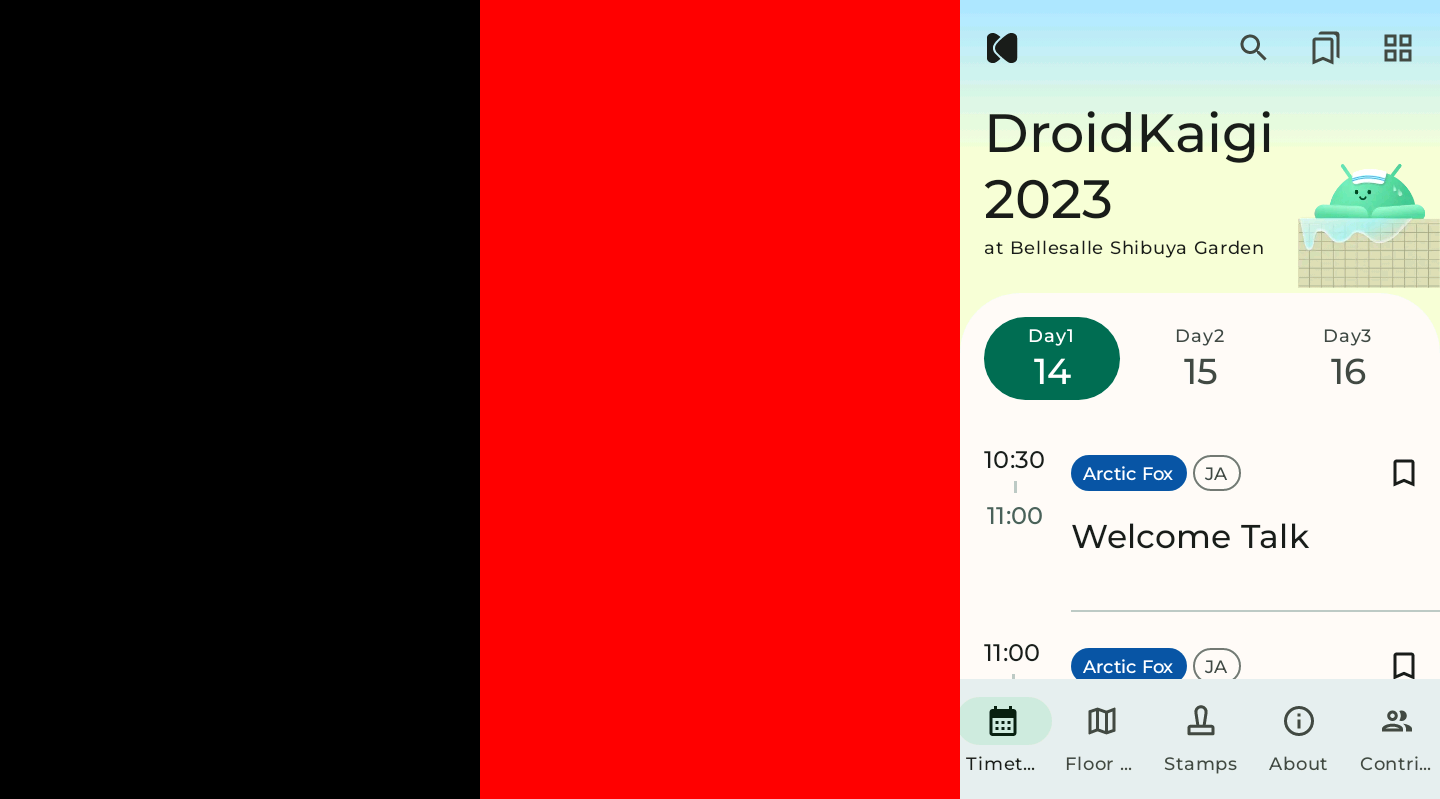 DroidKaigi
2023
at Bellesalle Shibuya Garden
Day1
14
Day2
15
Day3
16
10:30
11:00
Arctic Fox
JA
Welcome Talk
11:00
Arctic Fox
JA
Timet…
Floor …
Stamps
About
Contri…